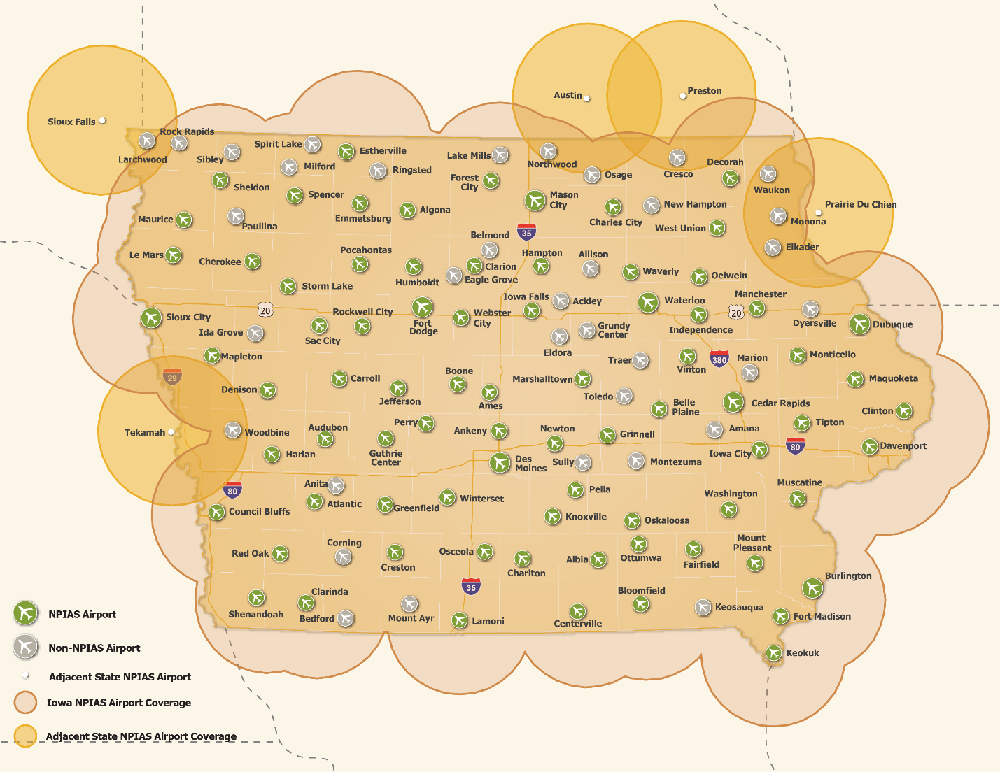 Austin
Preston
Sioux Falls
Rock Rapids
Larchwood
Sibley
Spirit Lake
Milford
Estherville
Ringsted
Lake Mills
Northwood
Osage
Cresco
Decorah
Waukon
Sheldon
Spencer
Emmetsburg
Algona
Forest
City
Mason
City
Charles City
New Hampton
West Union
Monona
Prairie Du Chien
Maurice
Paullina
35
Elkader
Le Mars
Cherokee
Pocahontas
Humboldt
Belmond
Clarion
Eagle Grove
Hampton
Allison
Waverly
Oelwein
Storm Lake
Manchester
Sioux City
20
Ida Grove
Rockwell City
Sac City
Fort
Dodge
Webster
City
Iowa Falls
Ackley
Waterloo
Independence
20
Dyersville
Dubuque
Grundy
Center
Eldora
Mapleton
Traer
Vinton
380
Marion
Monticello
29
Denison
Carroll
Jefferson
Boone
Ames
Marshalltown
Toledo
Belle
Plaine
Cedar Rapids
Maquoketa
Clinton
Tekamah
Woodbine
Audubon
Perry
Ankeny
Newton
Grinnell
Amana
Tipton
Harlan
Guthrie
Center
Des
Moines
Sully
Montezuma
Iowa City
80
Davenport
80
Anita
Atlantic
Greenfield
Winterset
Pella
Washington
Muscatine
Council Bluffs
Knoxville
Oskaloosa
Red Oak
Corning
Creston
Osceola
Chariton
Albia
Ottumwa
Fairfield
Mount
Pleasant
35
Burlington
Shenandoah
Clarinda
Bedford
Mount Ayr
Lamoni
Centerville
Bloomfield
Keosauqua
Fort Madison
Keokuk
NPIAS Airport
Non-NPIAS Airport
Adjacent State NPIAS Airport
Iowa NPIAS Airport Coverage
Adjacent State NPIAS Airport Coverage